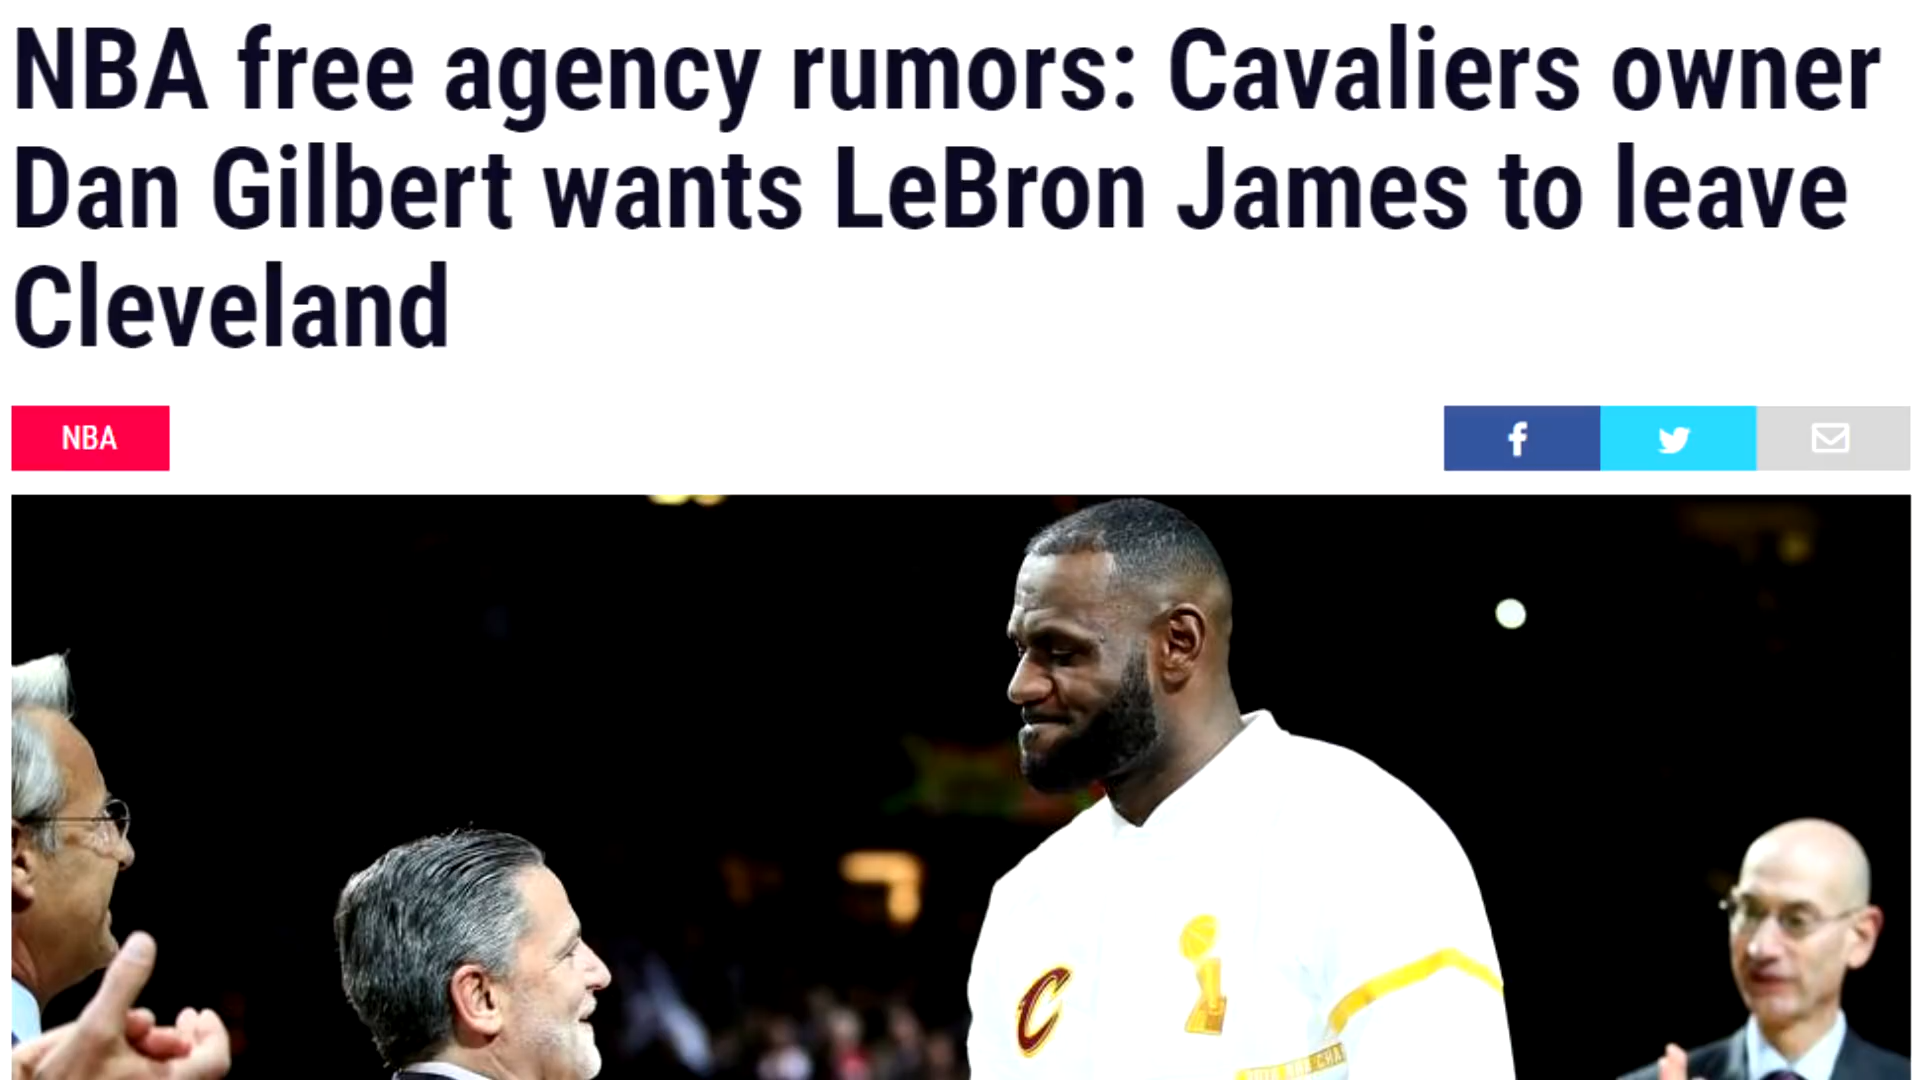 NBA free agency rumors: Cavaliers owner
Dan Gilbert wants LeBron James to leave
Cleveland
NBA
C